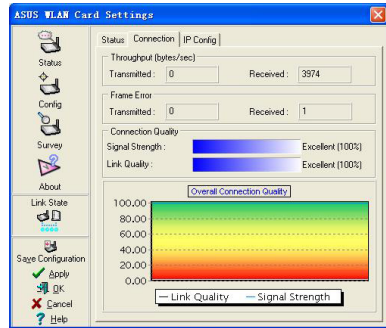 ASUS WLAN Card Settings
Status
Config
Survey
About
Link State
Save Configuration
Apply
OK
Cancel
Help
Status Connection IP Config
Throughput (bytes/sec)
Transmitted : 0 Received : 3974
Frame Error
Transmitted : 0 Received : 1
Connection Quality
Signal Strength : Excellent (100%)
Link Quality : Excellent (100%)
Overall Connection Quality
100.00
80.00
60.00
40.00
20.00
0.00
Link Quality Signal Strength